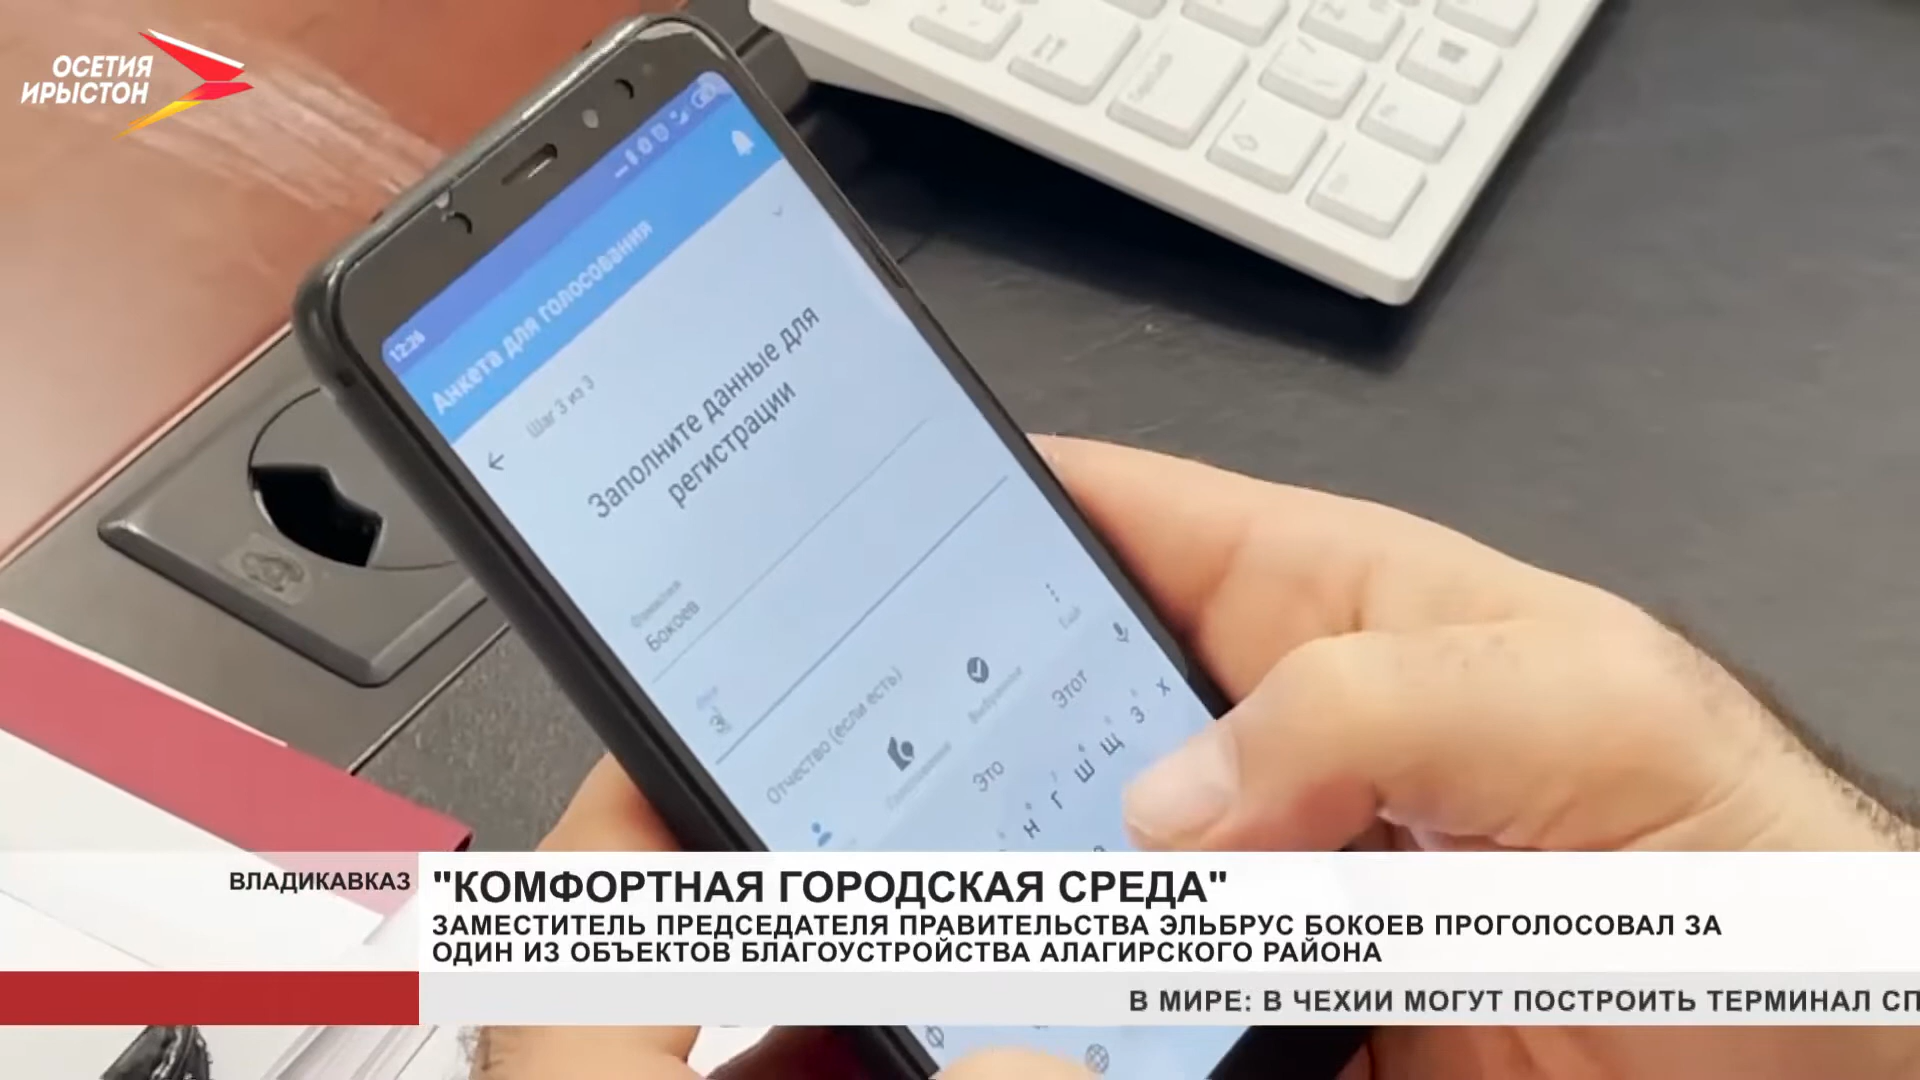 ОСЕТИЯ
ИРЫСТОН
12:26
Анкета для голосования
Шаг 3 из 3
Заполните данные для
регистрации
Фамилия
Бокоев
Э
Отчество (если есть)
Это
Этот
н г ш щ з х
ВЛАДИКАВКАЗ
"КОМФОРТНАЯ ГОРОДСКАЯ СРЕДА"
ЗАМЕСТИТЕЛЬ ПРЕДСЕДАТЕЛЯ ПРАВИТЕЛЬСТВА ЭЛЬБРУС БОКОЕВ ПРОГОЛОСОВАЛ ЗА
ОДИН ИЗ ОБЪЕКТОВ БЛАГОУСТРОЙСТВА АЛАГИРСКОГО РАЙОНА
В МИРЕ: В ЧЕХИИ МОГУТ ПОСТРОИТЬ ТЕРМИНАЛ СП